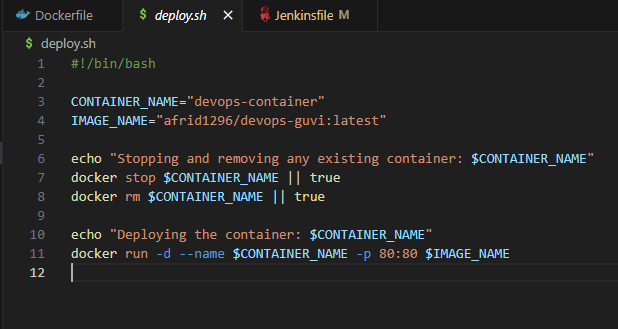 Dockerfile
$ deploy.sh ×
Jenkinsfile M
$ deploy.sh
1 #!/bin/bash
2
3 CONTAINER_NAME="devops-container"
4 IMAGE_NAME="afrid1296/devops-guvi:latest"
5
6 echo "Stopping and removing any existing container: $CONTAINER_NAME"
7 docker stop $CONTAINER_NAME || true
8 docker rm $CONTAINER_NAME || true
9
10 echo "Deploying the container: $CONTAINER_NAME"
11 docker run -d --name $CONTAINER_NAME -p 80:80 $IMAGE_NAME
12